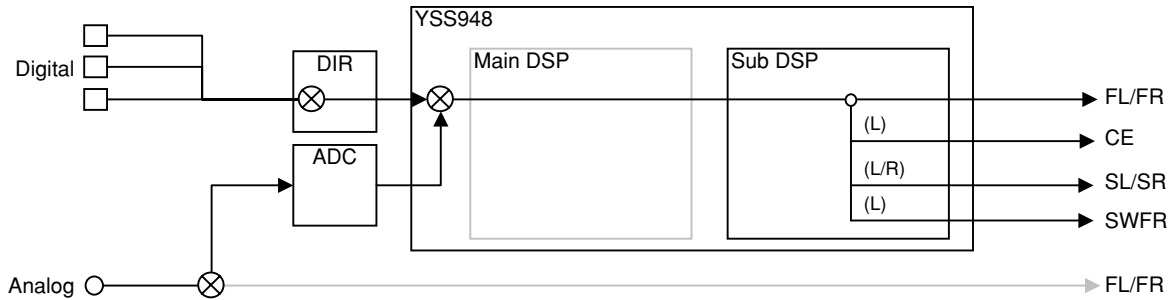 YSS948
DIR
Main DSP
Sub DSP
Digital
FL/FR
(L)
CE
ADC
(L/R)
SL/SR
(L)
SWFR
Analog
FL/FR